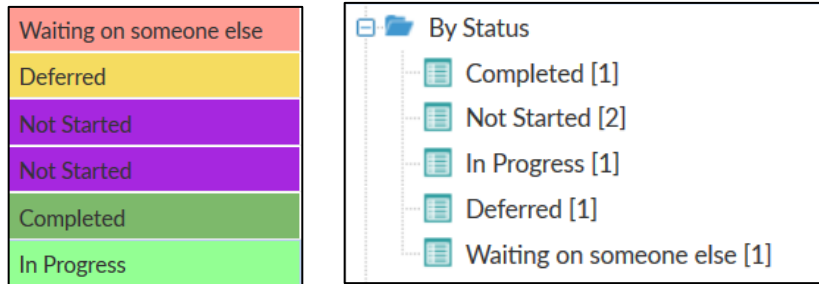 Waiting on someone else
Deferred
Not Started
Not Started
Completed
In Progress
By Status
Completed [1]
Not Started [2]
In Progress [1]
Deferred [1]
Waiting on someone else [1]